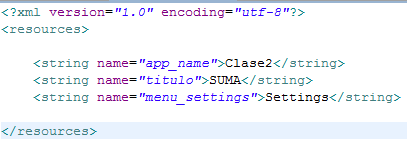 <?xml version="1.0" encoding="utf-8"?>
<resources>
<string name="app_name">Clase2</string>
<string name="titulo">SUMA</string>
<string name="menu_settings">Settings</string>
</resources>